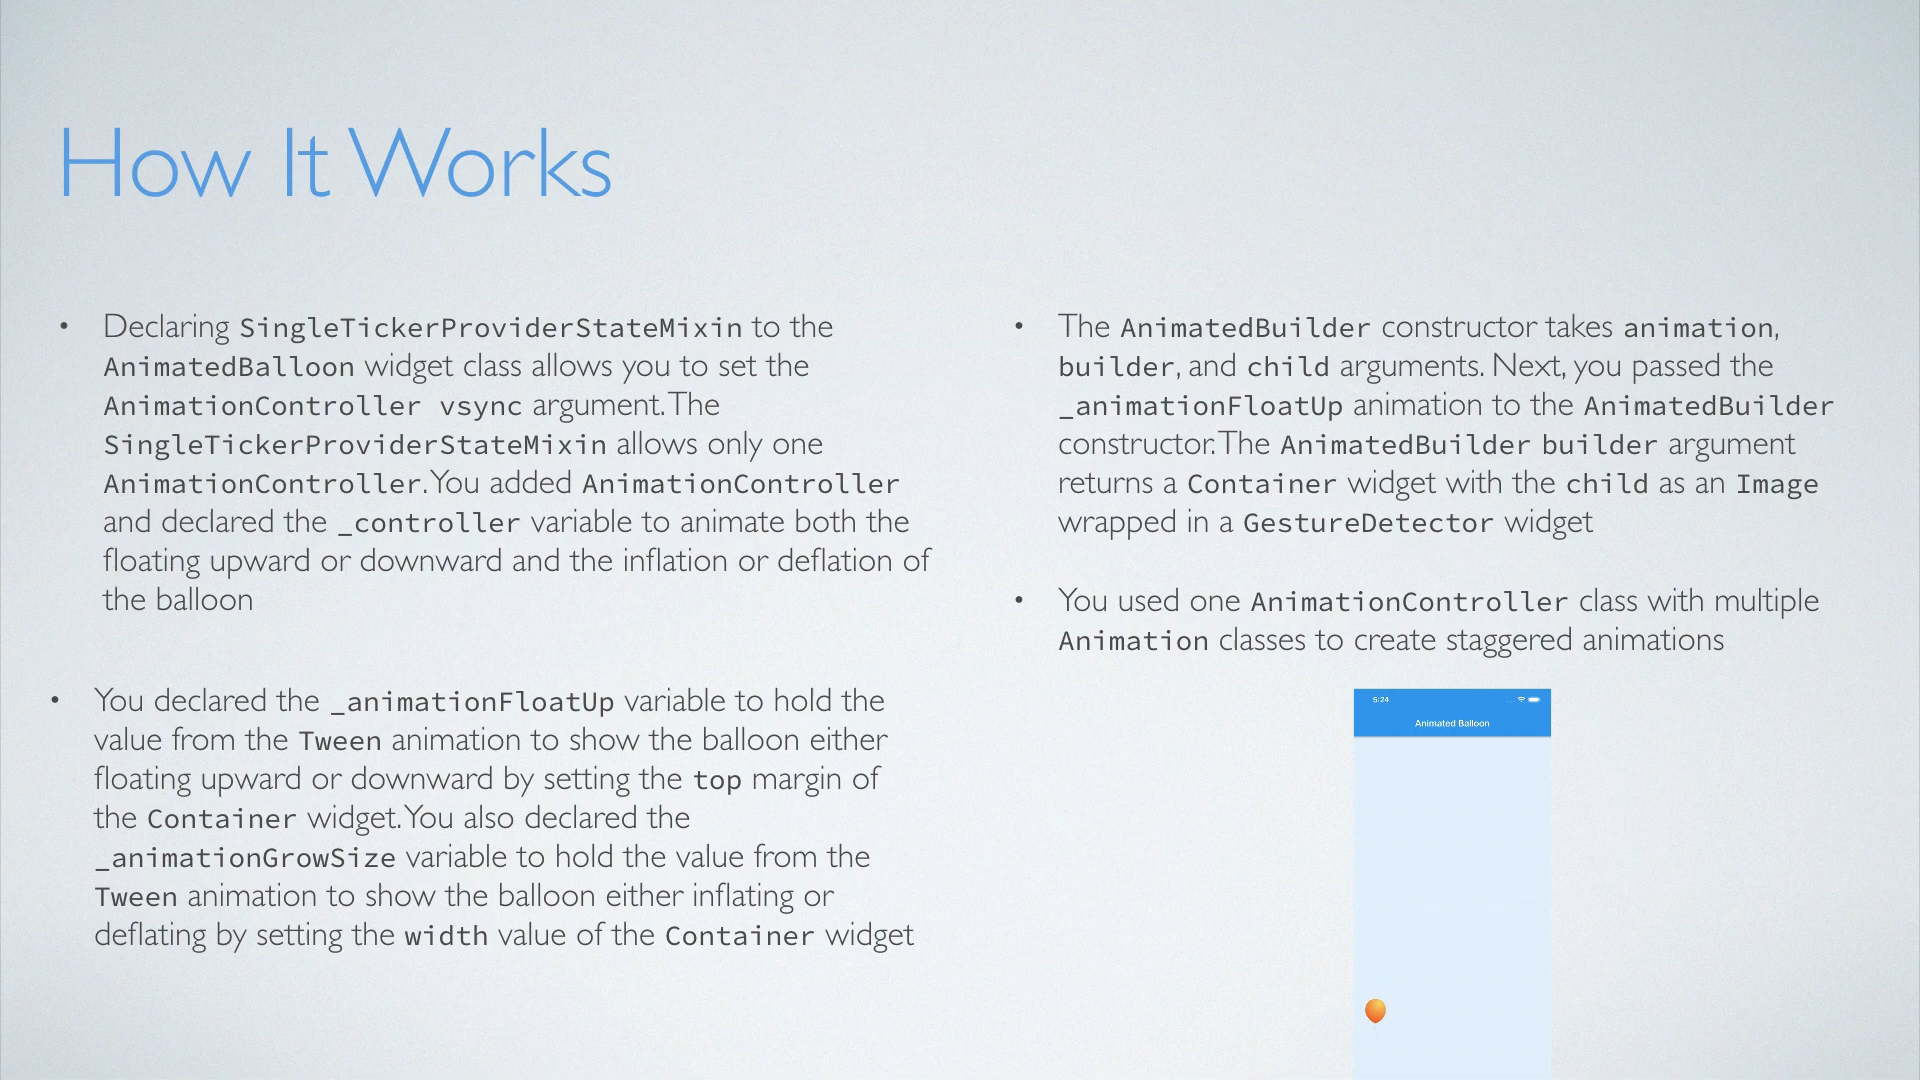 How It Works
• Declaring SingleTickerProviderStateMixin to the
AnimatedBalloon widget class allows you to set the
AnimationController vsync argument. The
SingleTickerProviderStateMixin allows only one
AnimationController. You added AnimationController
and declared the _controller variable to animate both the
floating upward or downward and the inflation or deflation of
the balloon
• You declared the _animationFloatUp variable to hold the
value from the Tween animation to show the balloon either
floating upward or downward by setting the top margin of
the Container widget. You also declared the
_animationGrowSize variable to hold the value from the
Tween animation to show the balloon either inflating or
deflating by setting the width value of the Container widget
• The AnimatedBuilder constructor takes animation,
builder, and child arguments. Next, you passed the
_animationFloatUp animation to the AnimatedBuilder
constructor. The AnimatedBuilder builder argument
returns a Container widget with the child as an Image
wrapped in a GestureDetector widget
• You used one AnimationController class with multiple
Animation classes to create staggered animations
5:24
Animated Balloon